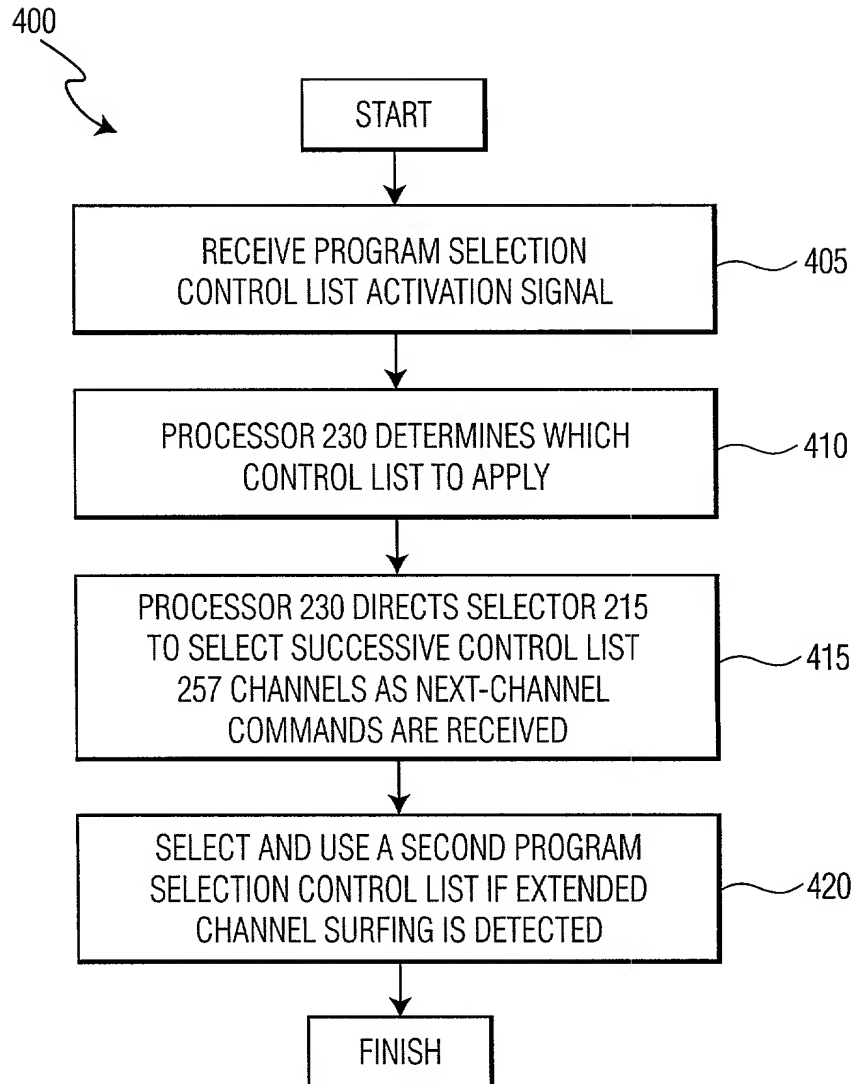 400
START
RECEIVE PROGRAM SELECTION
CONTROL LIST ACTIVATION SIGNAL
405
PROCESSOR 230 DETERMINES WHICH
CONTROL LIST TO APPLY
410
PROCESSOR 230 DIRECTS SELECTOR 215
TO SELECT SUCCESSIVE CONTROL LIST
257 CHANNELS AS NEXT-CHANNEL
COMMANDS ARE RECEIVED
415
SELECT AND USE A SECOND PROGRAM
SELECTION CONTROL LIST IF EXTENDED
CHANNEL SURFING IS DETECTED
420
FINISH